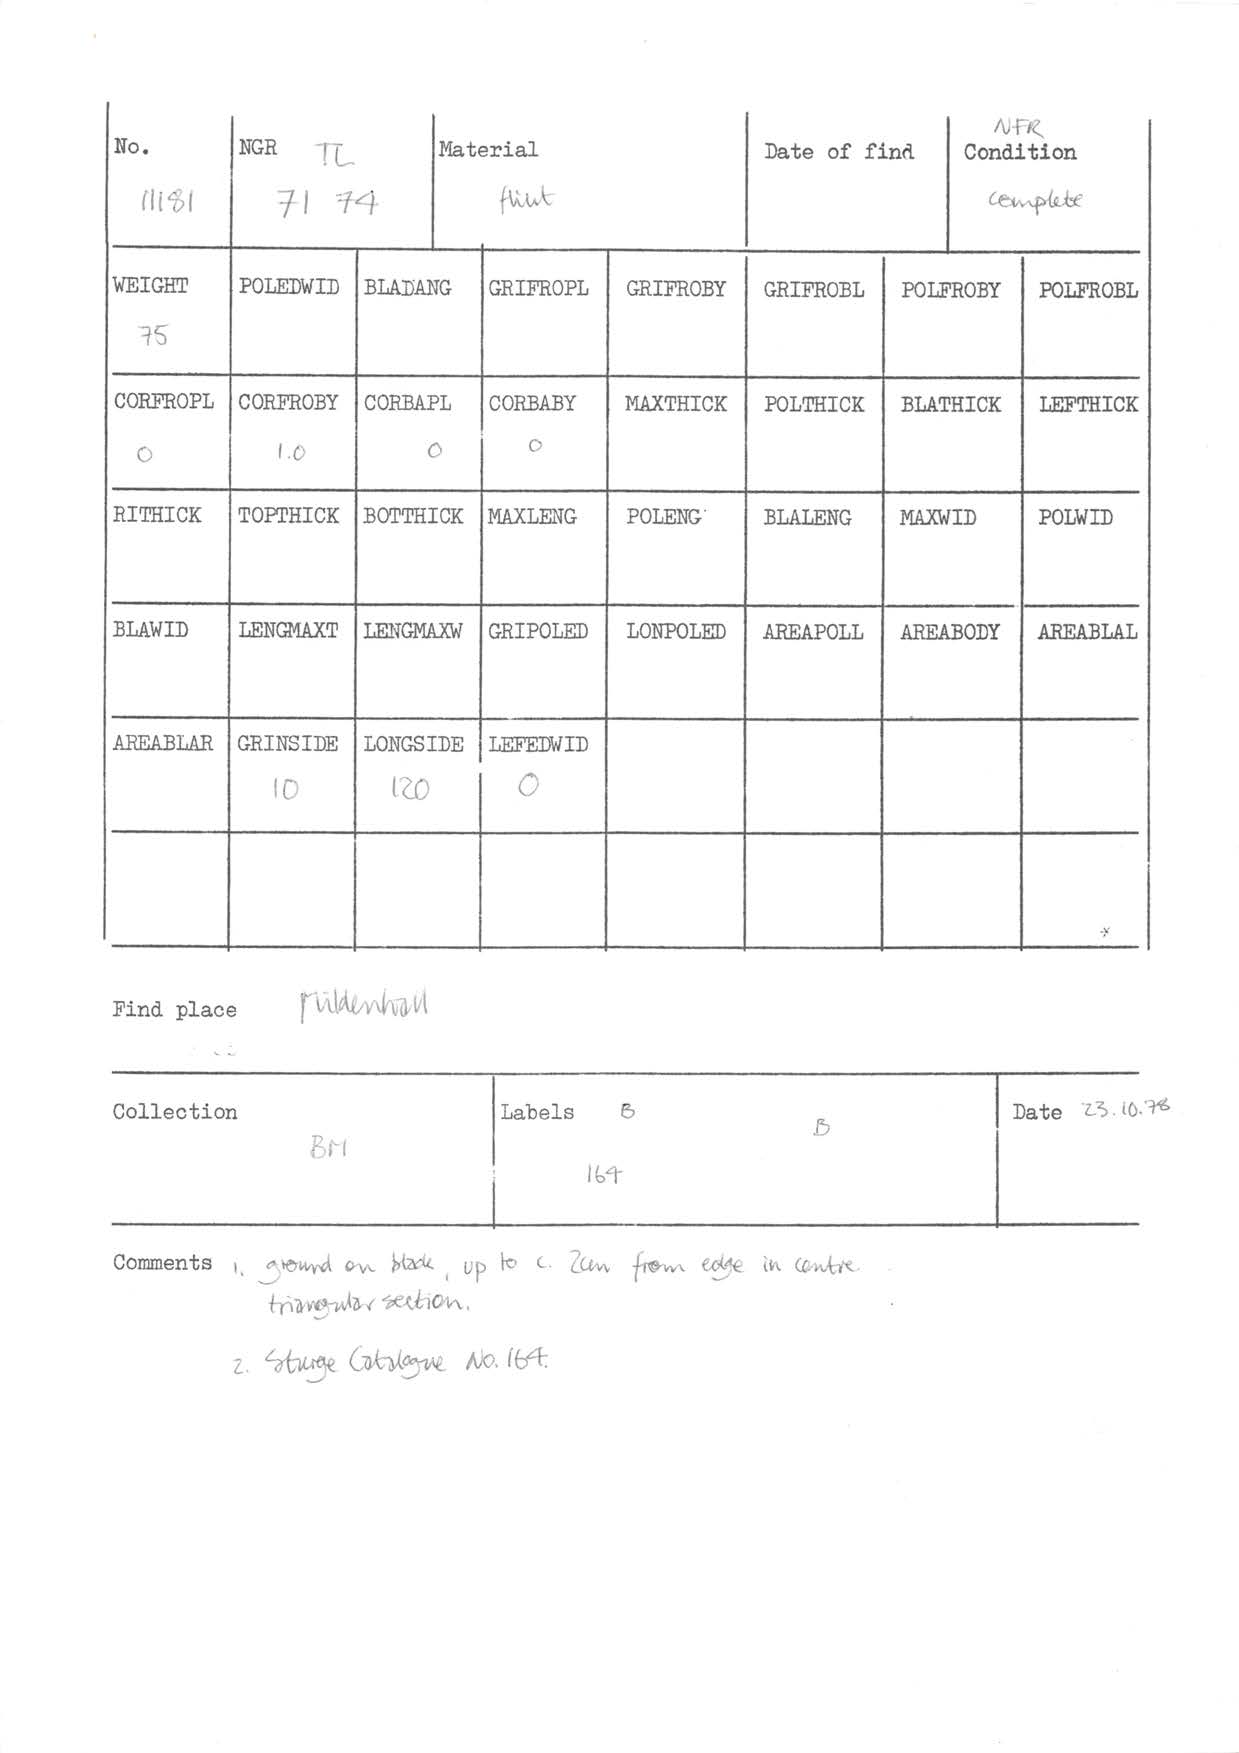 NFR
No. NGR TL Material Date of find Condition
11181 71 74 flint complete
WEIGHT POLEDWID BLADANG GRIFROPL GRIFROBY GRIFROBL POLFROBY POLFROBL
75
CORFROPL CORFROBY CORBAPL CORBABY MAXTHICK POLTHICK BLATHICK LEFTHICK
0 1.0 0 0
RITHICK TOPTHICK BOTTHICK MAXLENG POLENG BLALENG MAXWID POLWID
BLAWID LENGMAXT LENGMAXW GRIPOLED LONPOLED AREAPOLL AREABODY AREABLAL
AREABLAR GRINSIDE LONGSIDE LEFEDWID
10 120 0
*
Find place Mildenhall
Collection Labels B Date 23.10.78
B
BM
164
Comments 1. ground on blade, up to c. 2cm from edge in centre
triangular section.
2. Sturge Catalogue No. 164.